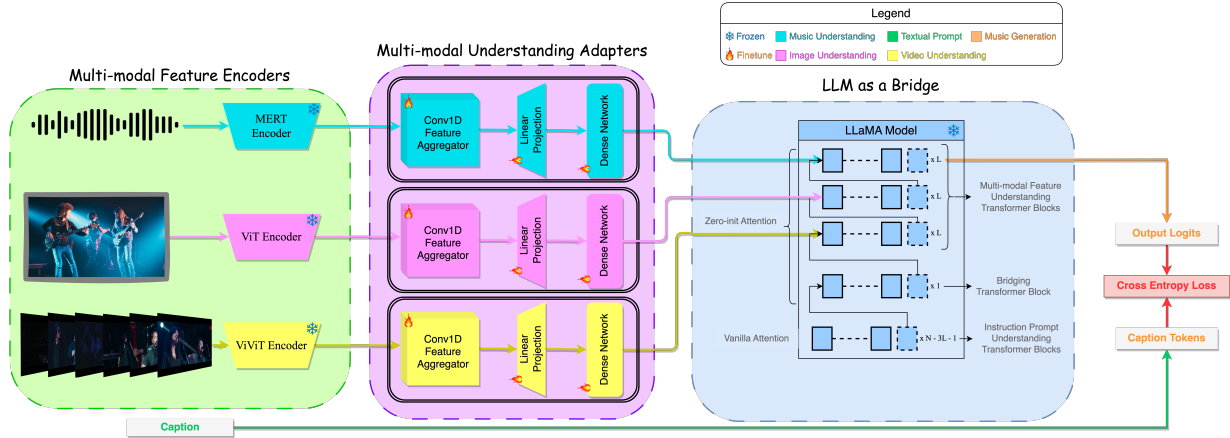 Legend
Frozen
Music Understanding
Textual Prompt
Music Generation
Finetune
Image Understanding
Video Understanding
Multi-modal Feature Encoders
Multi-modal Understanding Adapters
LLM as a Bridge
MERT
Encoder
ViT Encoder
ViViT Encoder
Conv1D
Feature
Aggregator
Linear
Projection
Dense Network
Conv1D
Feature
Aggregator
Linear
Projection
Dense Network
Conv1D
Feature
Aggregator
Linear
Projection
Dense Network
LLaMA Model
x L
x L
x L
x 1
x N - 3L - 1
Zero-init Attention
Vanilla Attention
Multi-modal Feature
Understanding
Transformer Blocks
Bridging
Transformer Block
Instruction Prompt
Understanding
Transformer Blocks
Output Logits
Cross Entropy Loss
Caption Tokens
Caption